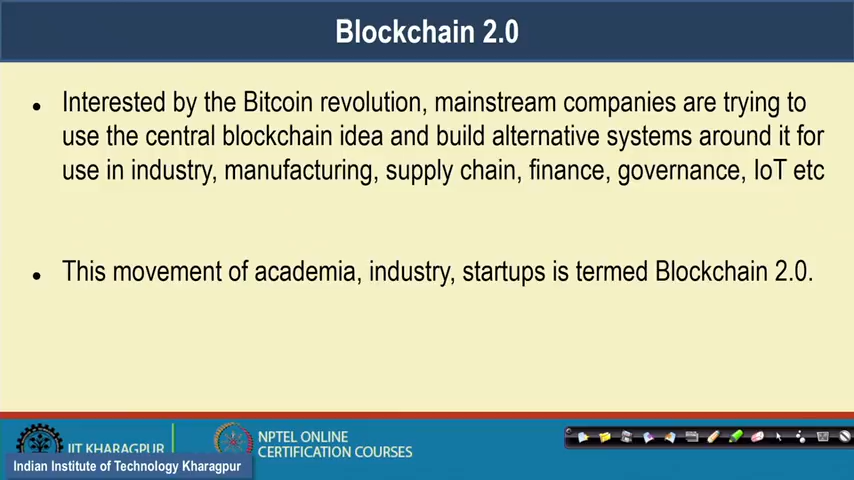 Blockchain 2.0
• Interested by the Bitcoin revolution, mainstream companies are trying to
use the central blockchain idea and build alternative systems around it for
use in industry, manufacturing, supply chain, finance, governance, IoT etc
• This movement of academia, industry, startups is termed Blockchain 2.0.
IIT KHARAGPUR
NPTEL ONLINE
CERTIFICATION COURSES
Indian Institute of Technology Kharagpur